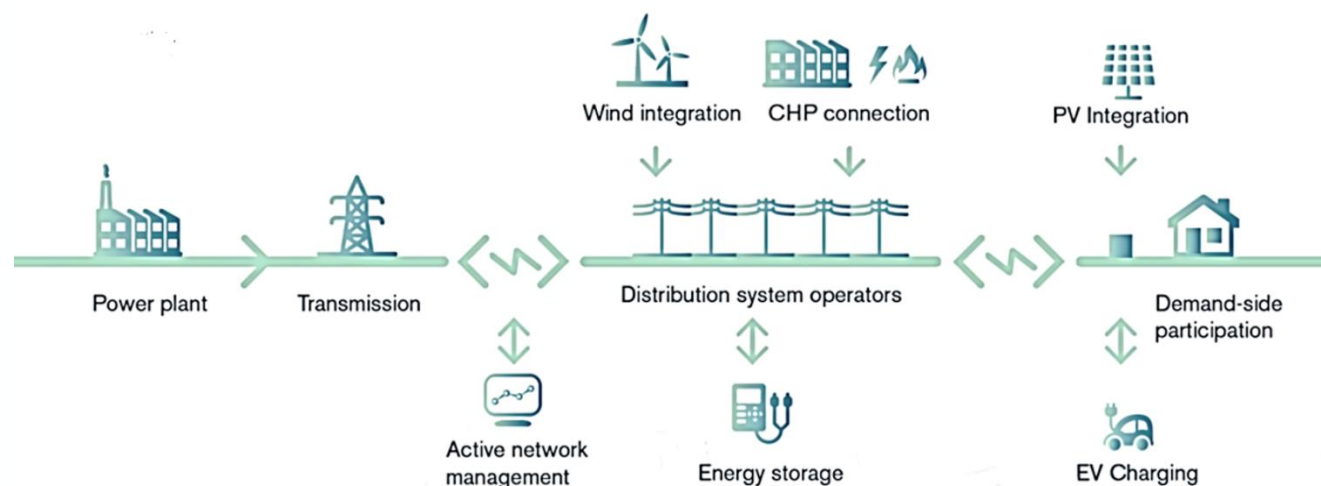 Wind integration
CHP connection
PV Integration
Power plant
Transmission
Distribution system operators
Demand-side
participation
Active network
management
Energy storage
EV Charging